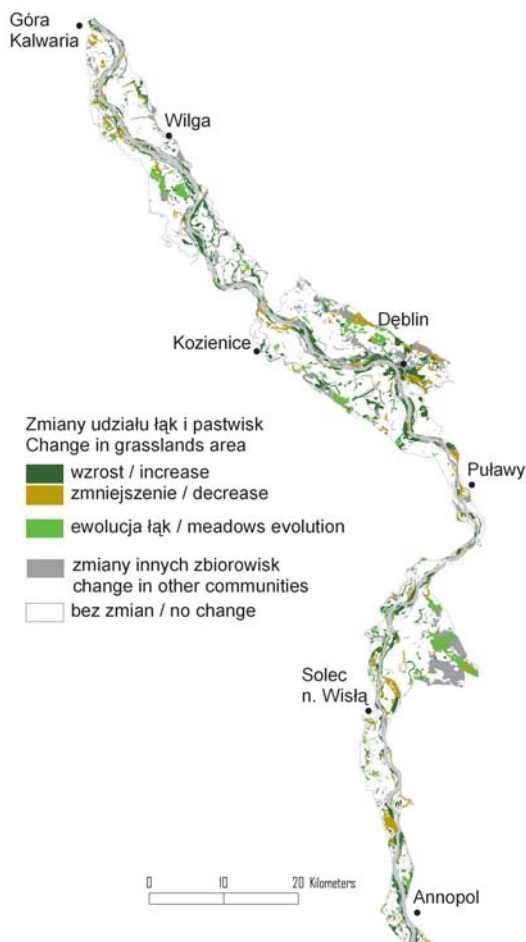 Góra
Kalwaria
Wilga
Dęblin
Kozienice
Zmiany udziału łąk i pastwisk
Change in grasslands area
wzrost / increase
zmniejszenie / decrease
Puławy
ewolucja łąk / meadows evolution
zmiany innych zbiorowisk
change in other communities
bez zmian / no change
Solec
n. Wisłą
0 10 20 Kilometers
Annopol